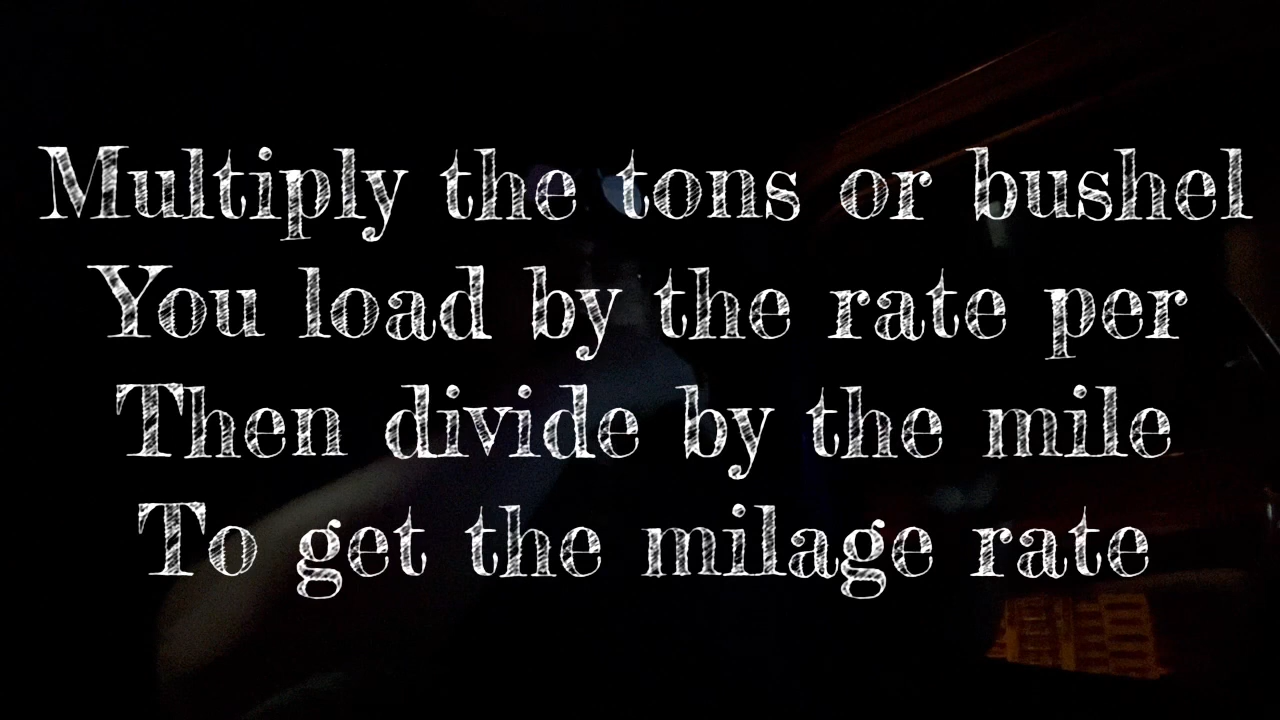 Multiply the tons or bushel
You load by the rate per
Then divide by the mile
To get the milage rate